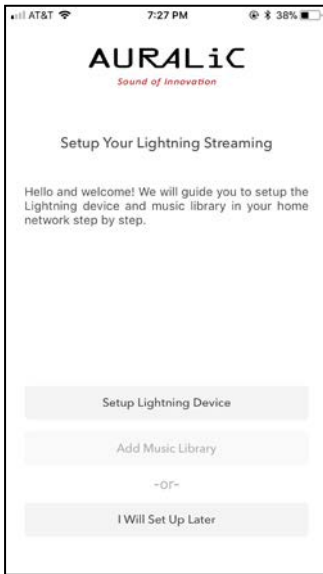 AT&T 7:27 PM 38%
AURALiC
Sound of Innovation
Setup Your Lightning Streaming
Hello and welcome! We will guide you to setup the
Lightning device and music library in your home
network step by step.
Setup Lightning Device
Add Music Library
-or-
I Will Set Up Later